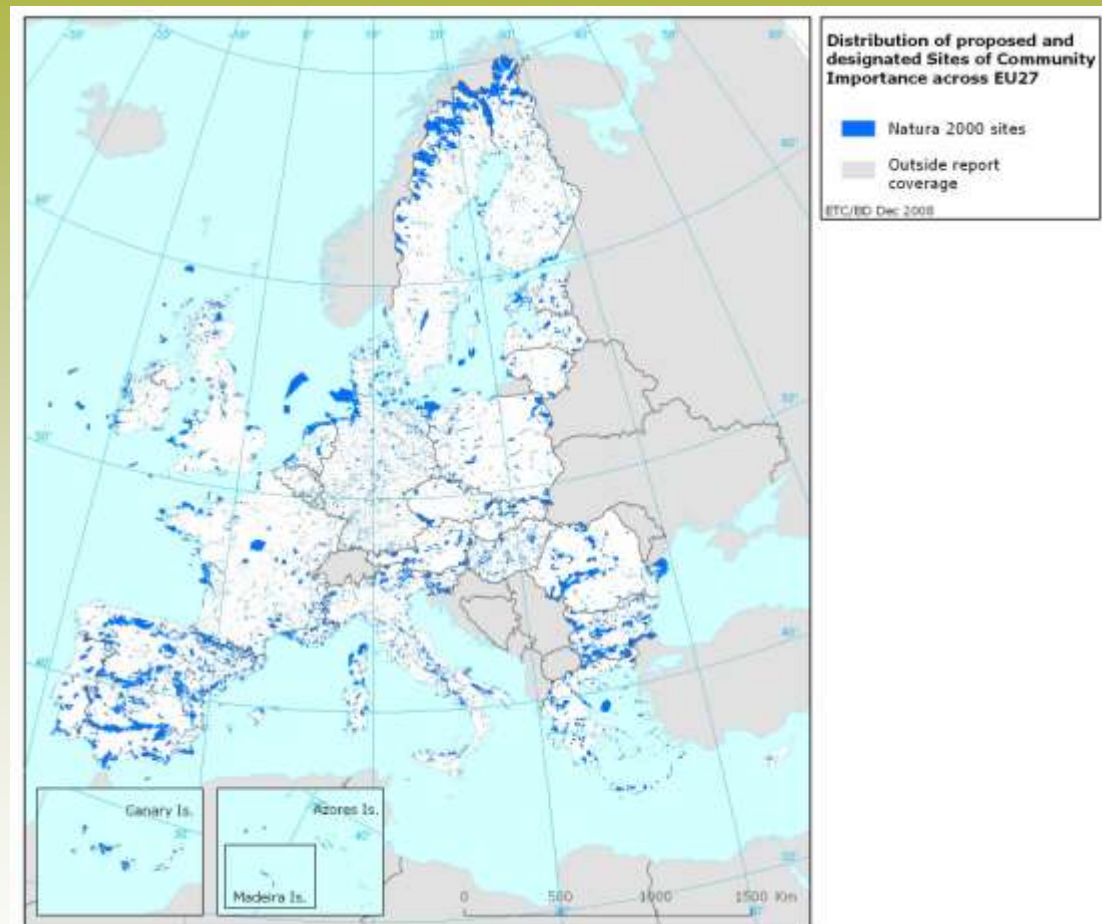 Distribution of proposed and
designated Sites of Community
Importance across EU27
Natura 2000 sites
Outside report
coverage
ETC/BD Dec 2008
Canary Is.
Azores Is.
Madeira Is.
0 500 1000 1500 Km